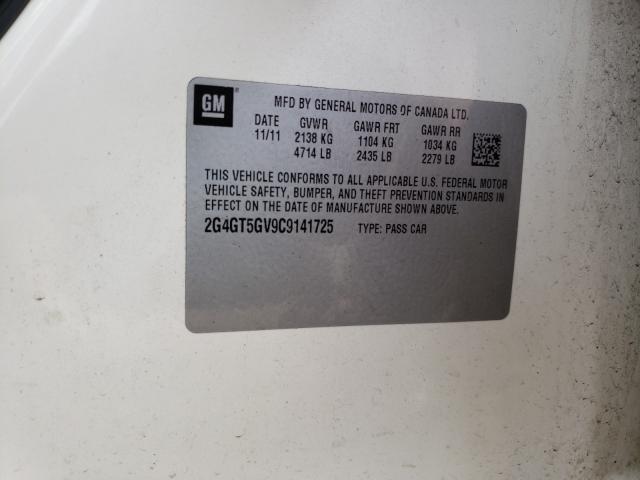 GM
MFD BY GENERAL MOTORS OF CANADA LTD.
DATE GVWR GAWR FRT GAWR RR
11/11 2138 KG 1104 KG 1034 KG
4714 LB 2435 LB 2279 LB
THIS VEHICLE CONFORMS TO ALL APPLICABLE U.S. FEDERAL MOTOR
VEHICLE SAFETY, BUMPER, AND THEFT PREVENTION STANDARDS IN
EFFECT ON THE DATE OF MANUFACTURE SHOWN ABOVE.
2G4GT5GV9C9141725 TYPE: PASS CAR